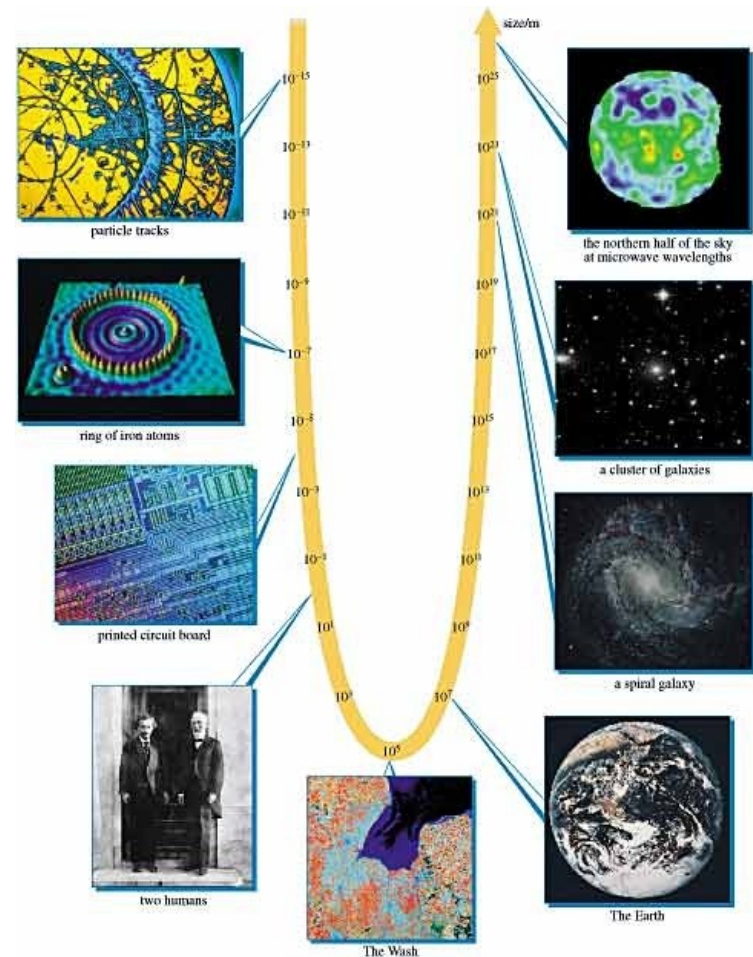 size/m
10⁻¹⁵
10⁻¹³
10⁻¹¹
10⁻⁹
10⁻⁷
10⁻⁵
10⁻³
10⁻¹
10¹
10³
10⁵
10⁷
10⁹
10¹¹
10¹³
10¹⁵
10¹⁷
10¹⁹
10²¹
10²³
10²⁵
particle tracks
ring of iron atoms
printed circuit board
two humans
The Wash
The Earth
a spiral galaxy
a cluster of galaxies
the northern half of the sky
at microwave wavelengths